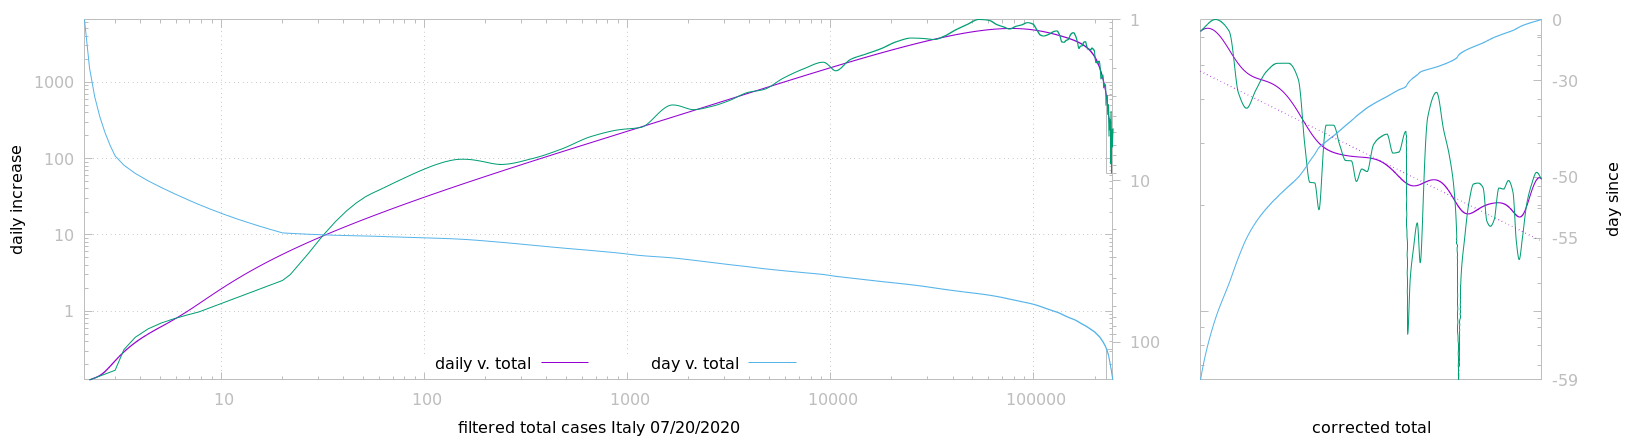 daily increase
1000
100
10
1
10
100
1000
10000
100000
1
10
100
daily v. total
day v. total
filtered total cases Italy 07/20/2020
0
-30
-50
-55
-59
day since
corrected total